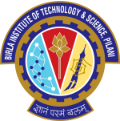 BIRLA INSTITUTE OF TECHNOLOGY & SCIENCE, PILANI
ज्ञानं परमं बलम्